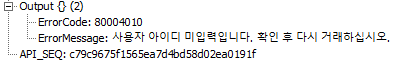 Output {} (2)
ErrorCode: 80004010
ErrorMessage: 사용자 아이디 미입력입니다. 확인 후 다시 거래하십시오.
API_SEQ: c79c9675f1565ea7d4bd58d02ea0191f